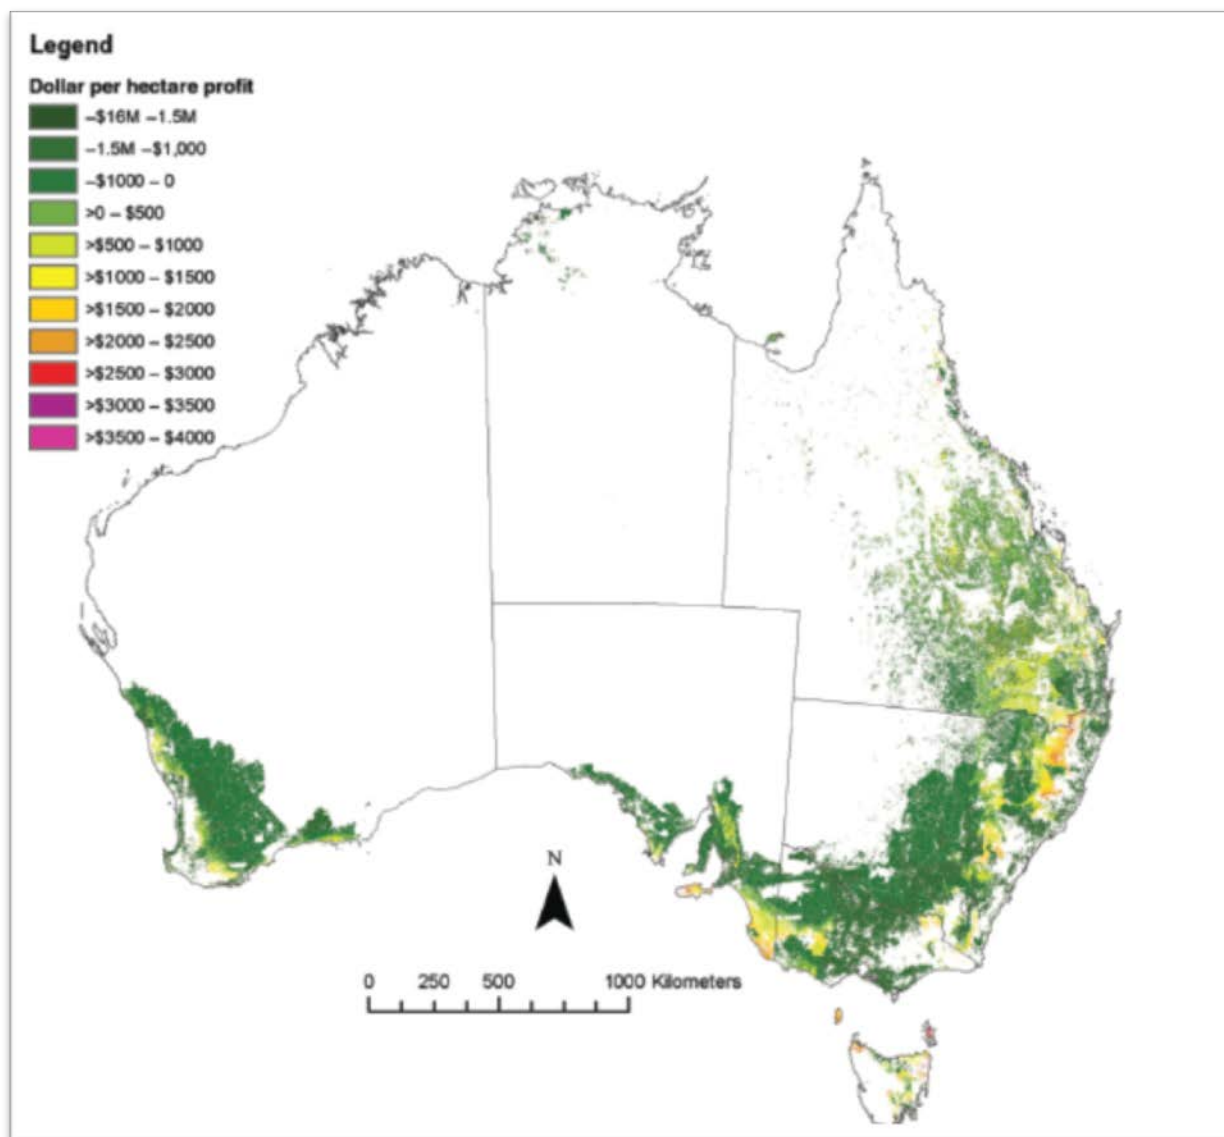 Legend
Dollar per hectare profit
–$16M –1.5M
–1.5M –$1,000
–$1000 – 0
>0 – $500
>$500 – $1000
>$1000 – $1500
>$1500 – $2000
>$2000 – $2500
>$2500 – $3000
>$3000 – $3500
>$3500 – $4000
N
0 250 500 1000 Kilometers